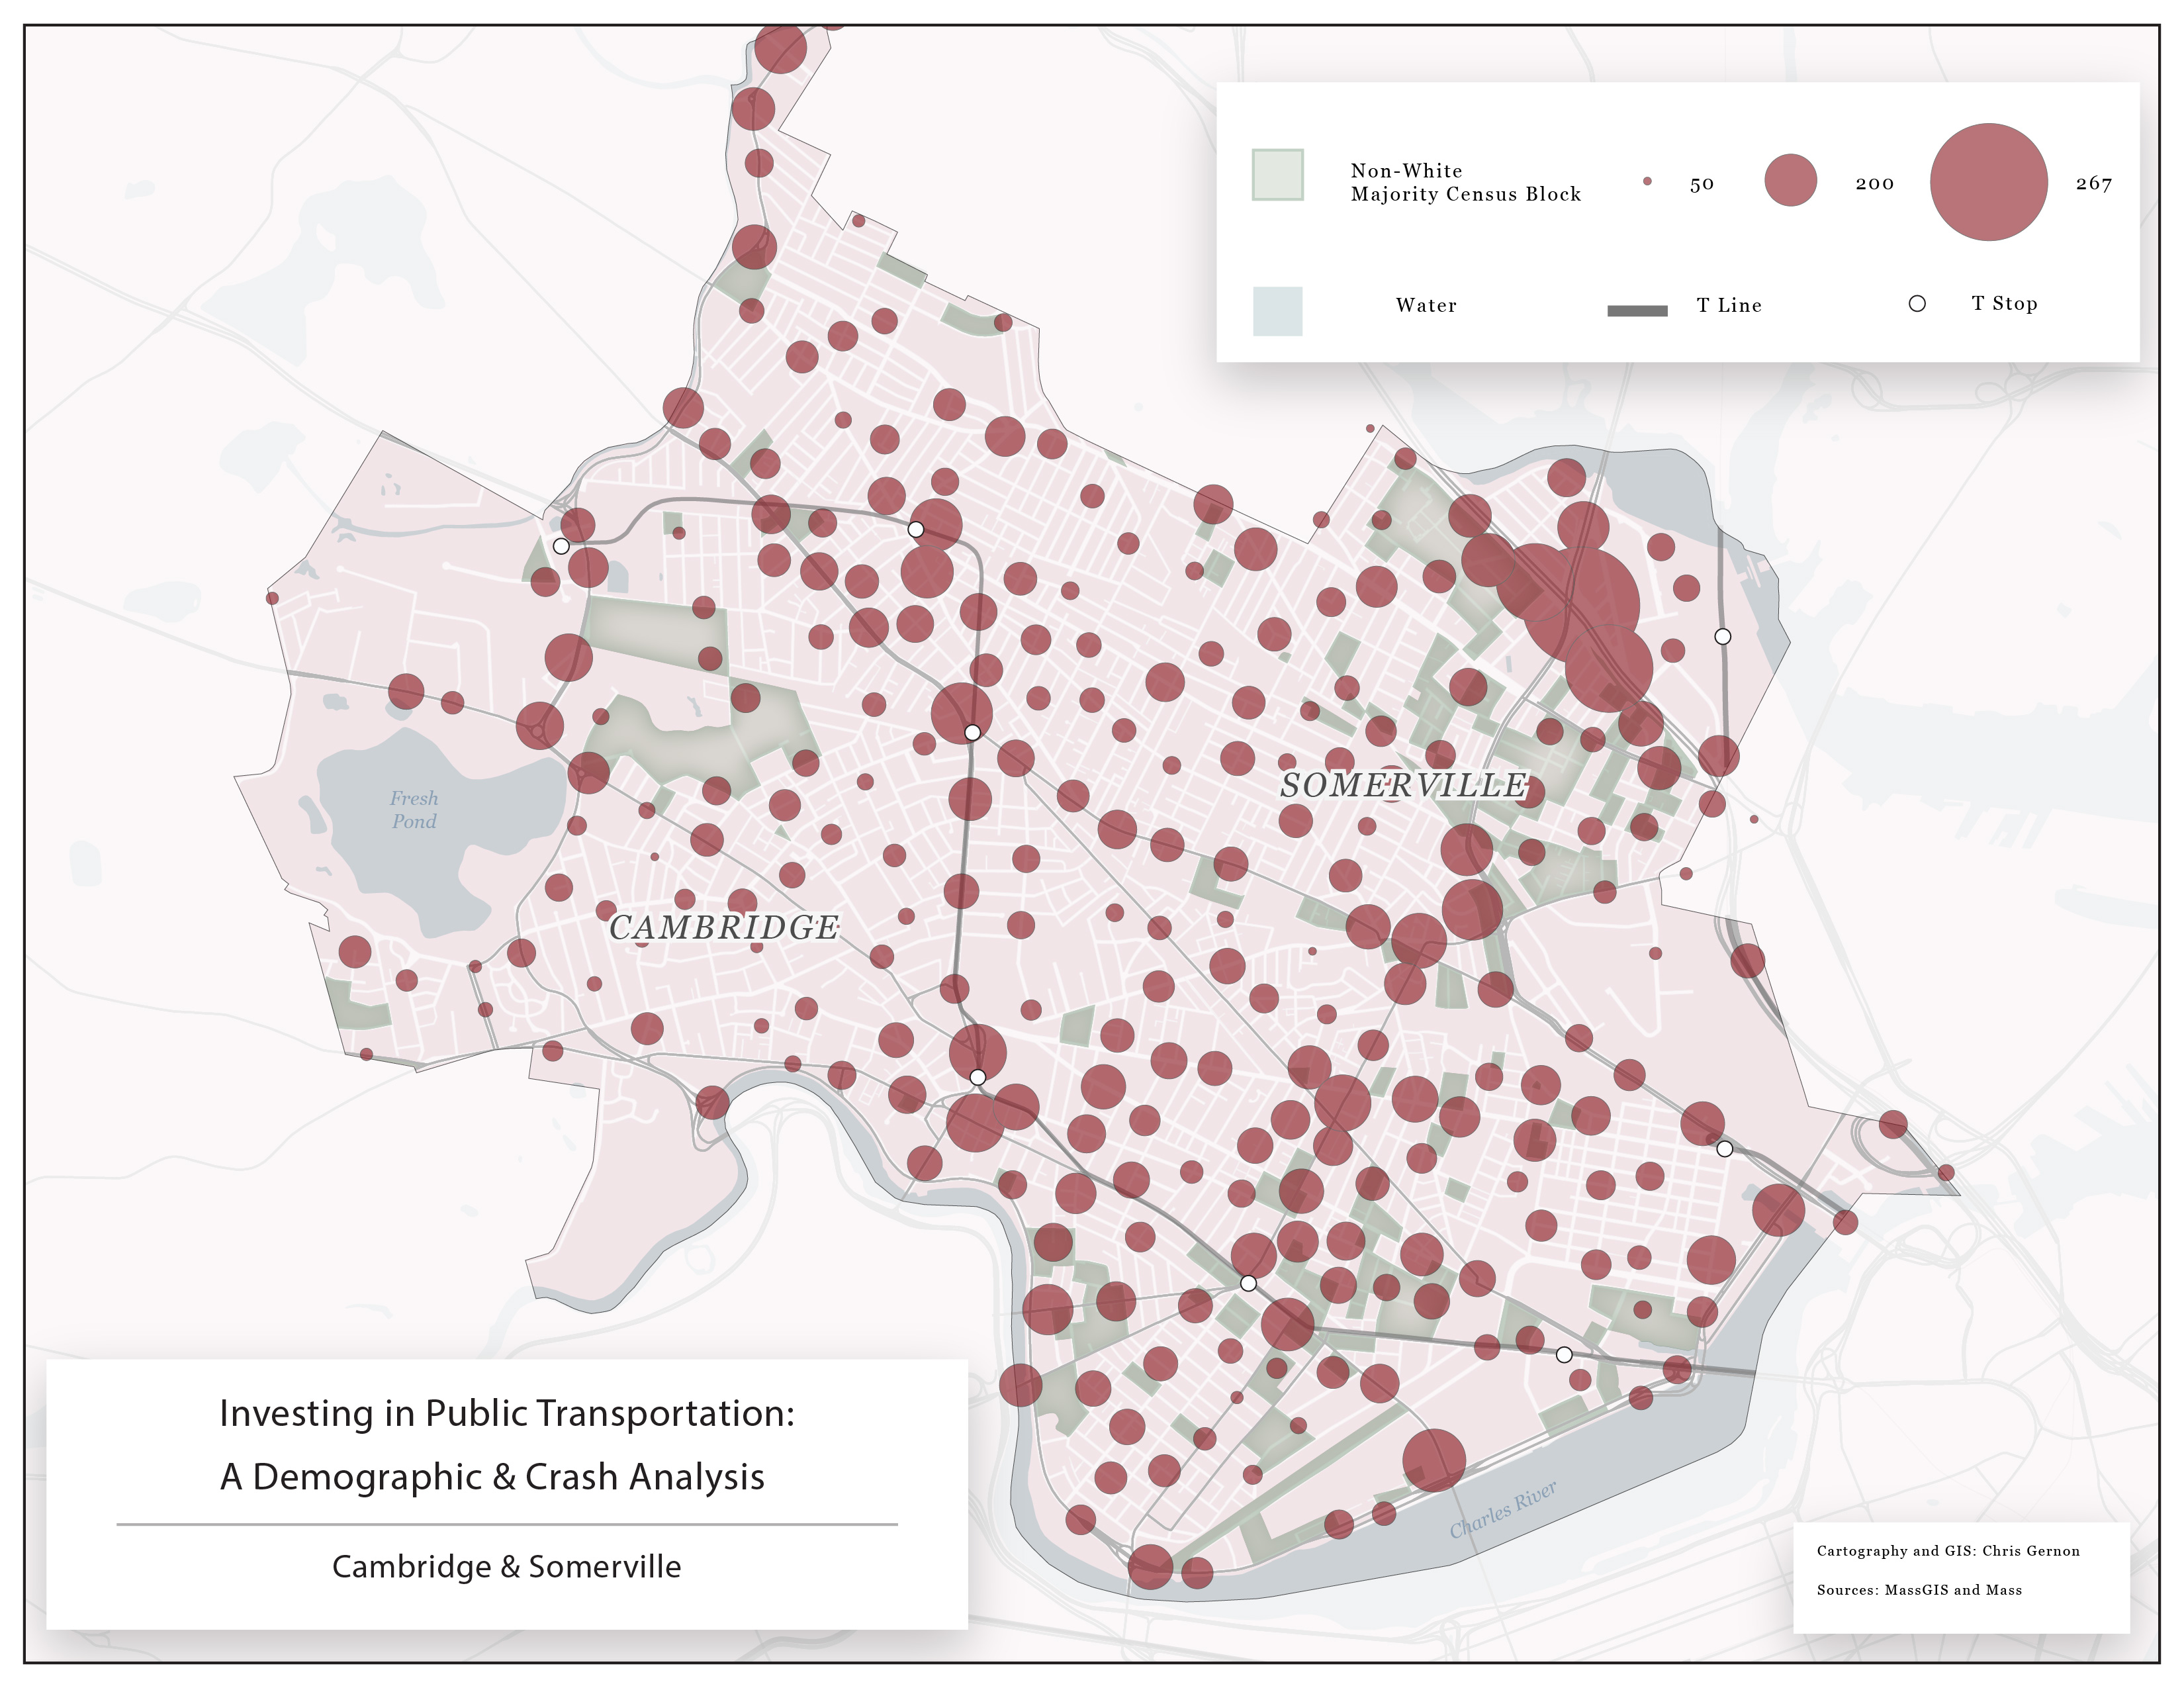 Non-White
Majority Census Block
50
200
267
Water
T Line
T Stop
SOMERVILLE
Fresh
Pond
CAMBRIDGE
Charles River
Investing in Public Transportation:
A Demographic & Crash Analysis
Cambridge & Somerville
Cartography and GIS: Chris Gernon
Sources: MassGIS and Mass